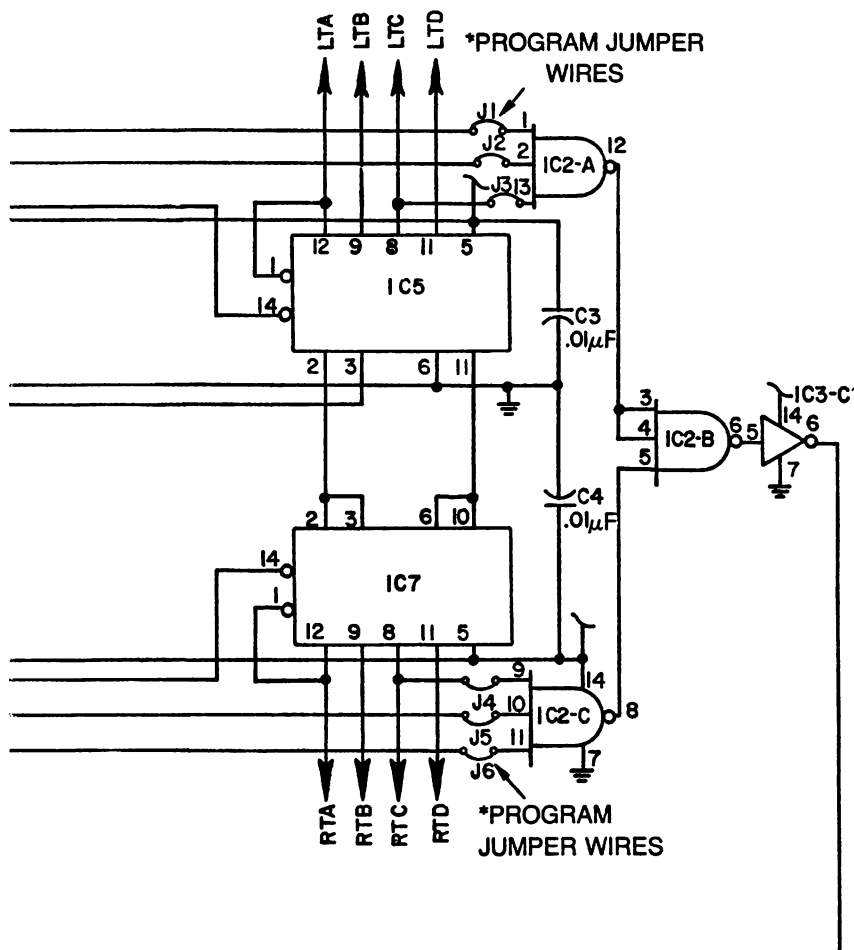 LTA LTB LTC LTD
*PROGRAM JUMPER
WIRES
J1 1
J2 2
J3 13
IC2-A 12
12 9 8 11 5
1
14
IC5
2 3 6 11
C3
.01µF
IC3-C
3
4
5
IC2-B 6 5 14 6
7
C4
.01µF
2 3 6 10
14
1
IC7
12 9 8 11 5
9
J4 10
J5 11
J6
IC2-C 14 8
7
RTA RTB RTC RTD
*PROGRAM
JUMPER WIRES